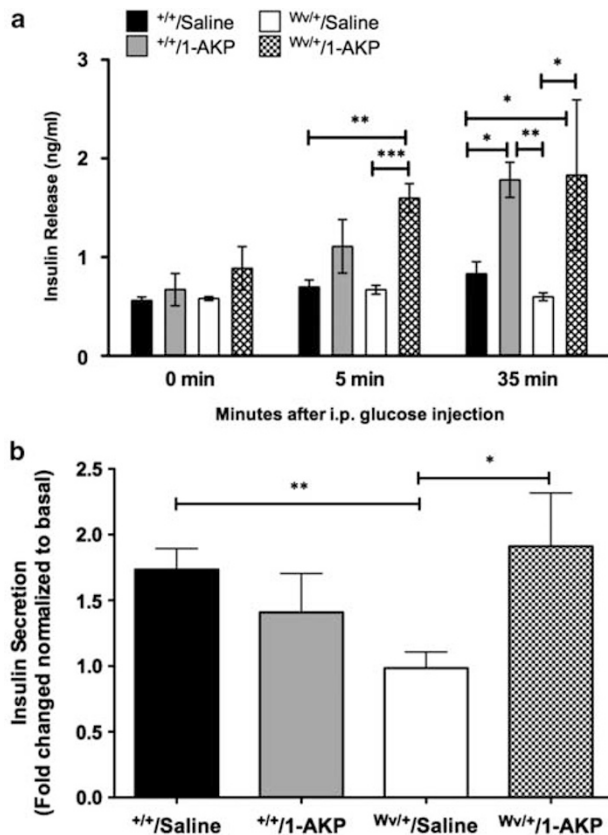 a
+/+/Saline Wv/+/Saline
+/+/1-AKP Wv/+/1-AKP
Insulin Release (ng/ml)
3
2
1
0
**
***
*
*
**
*
0 min 5 min 35 min
Minutes after i.p. glucose injection
b
Insulin Secretion
(Fold changed normalized to basal)
2.5
2.0
1.5
1.0
0.5
0.0
**
*
+/+/Saline +/+/1-AKP Wv/+/Saline Wv/+/1-AKP